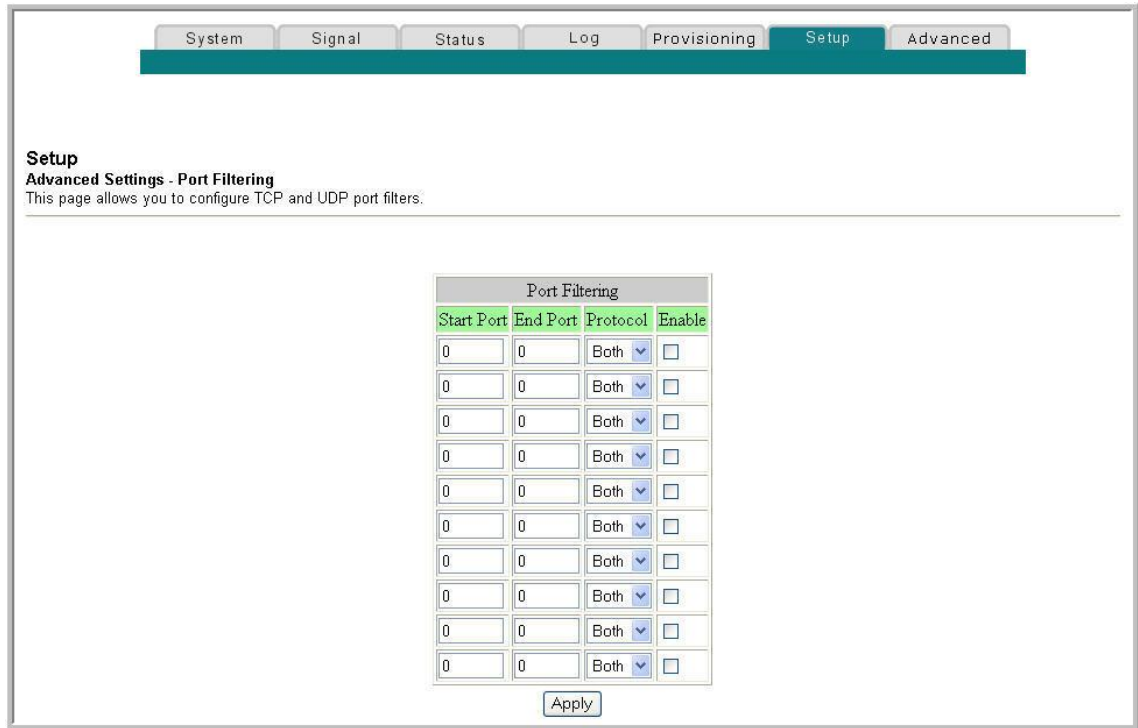 System Signal Status Log Provisioning Setup Advanced
Setup
Advanced Settings - Port Filtering
This page allows you to configure TCP and UDP port filters.
Port Filtering
Start Port End Port Protocol Enable
0 0 Both
0 0 Both
0 0 Both
0 0 Both
0 0 Both
0 0 Both
0 0 Both
0 0 Both
0 0 Both
0 0 Both
Apply